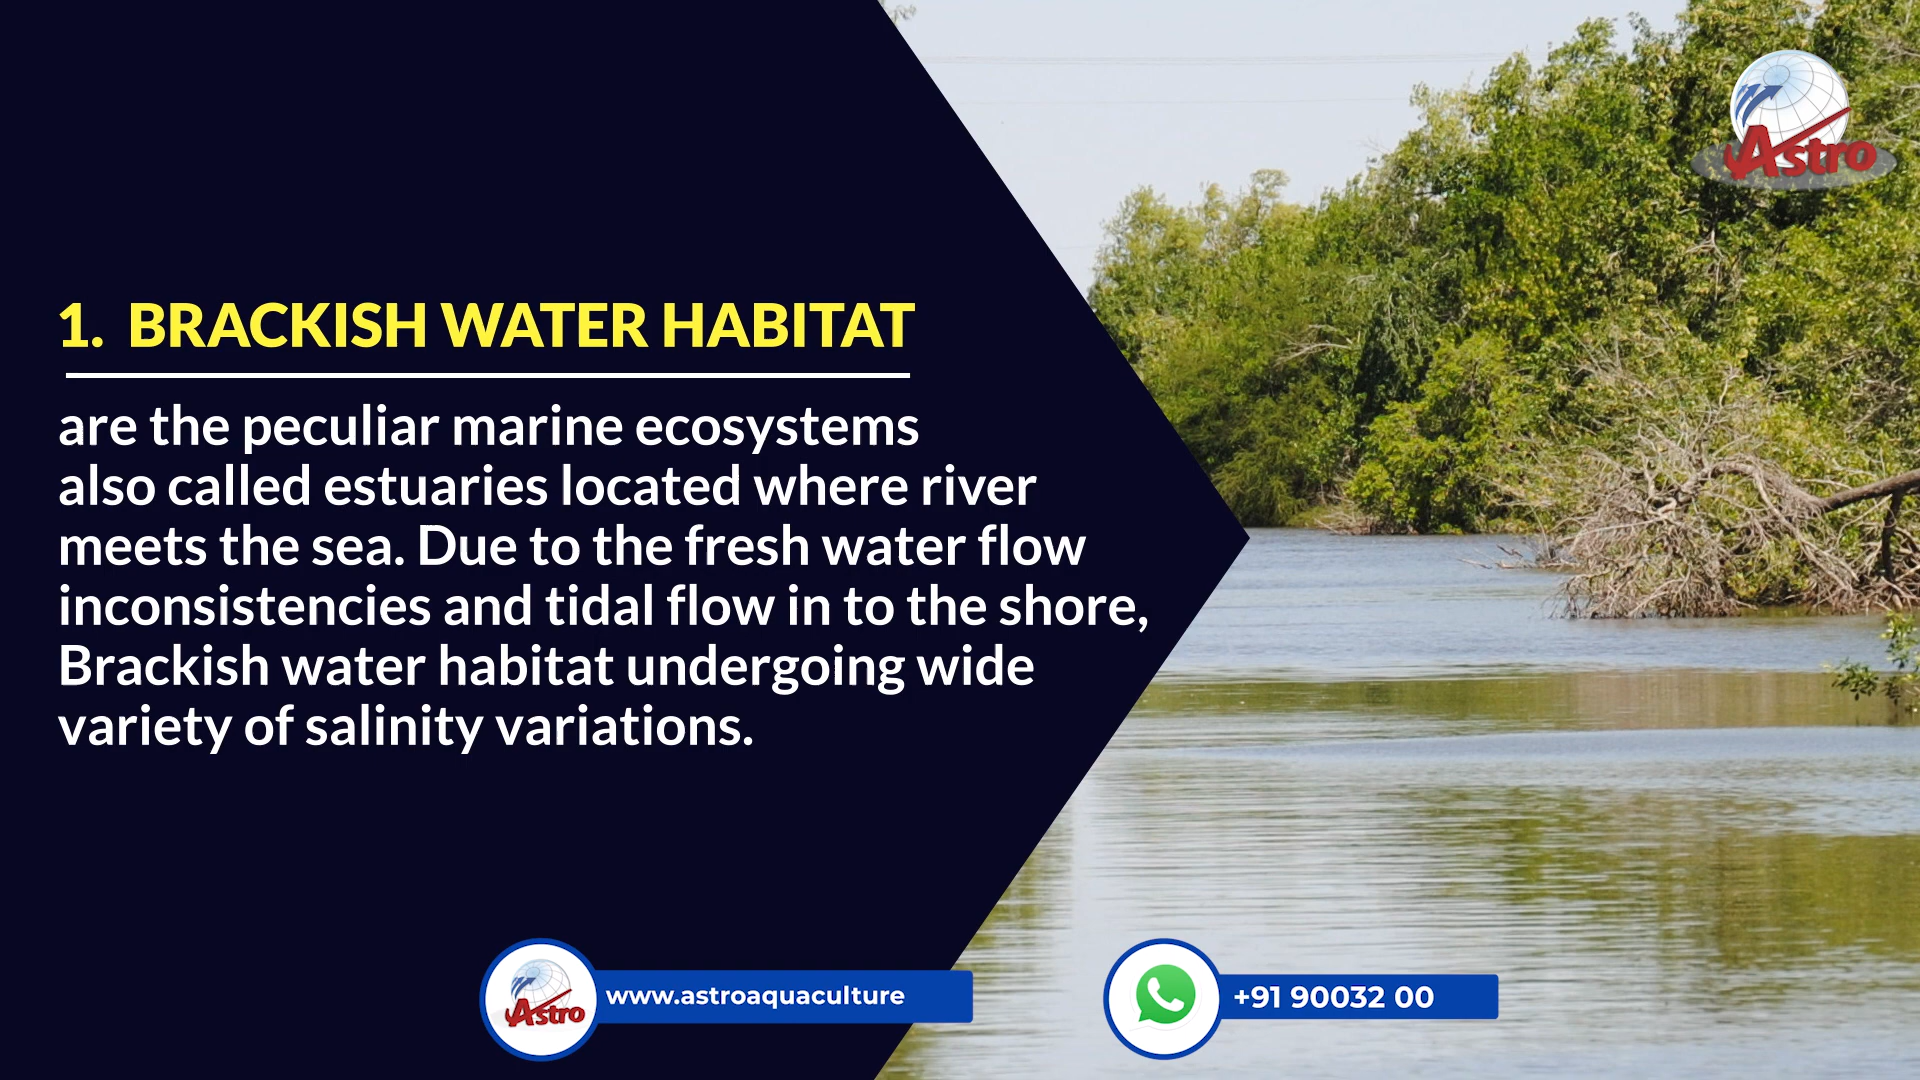 Astro
1. BRACKISH WATER HABITAT
are the peculiar marine ecosystems
also called estuaries located where river
meets the sea. Due to the fresh water flow
inconsistencies and tidal flow in to the shore,
Brackish water habitat undergoing wide
variety of salinity variations.
Astro
www.astroaquaculture
+91 90032 00